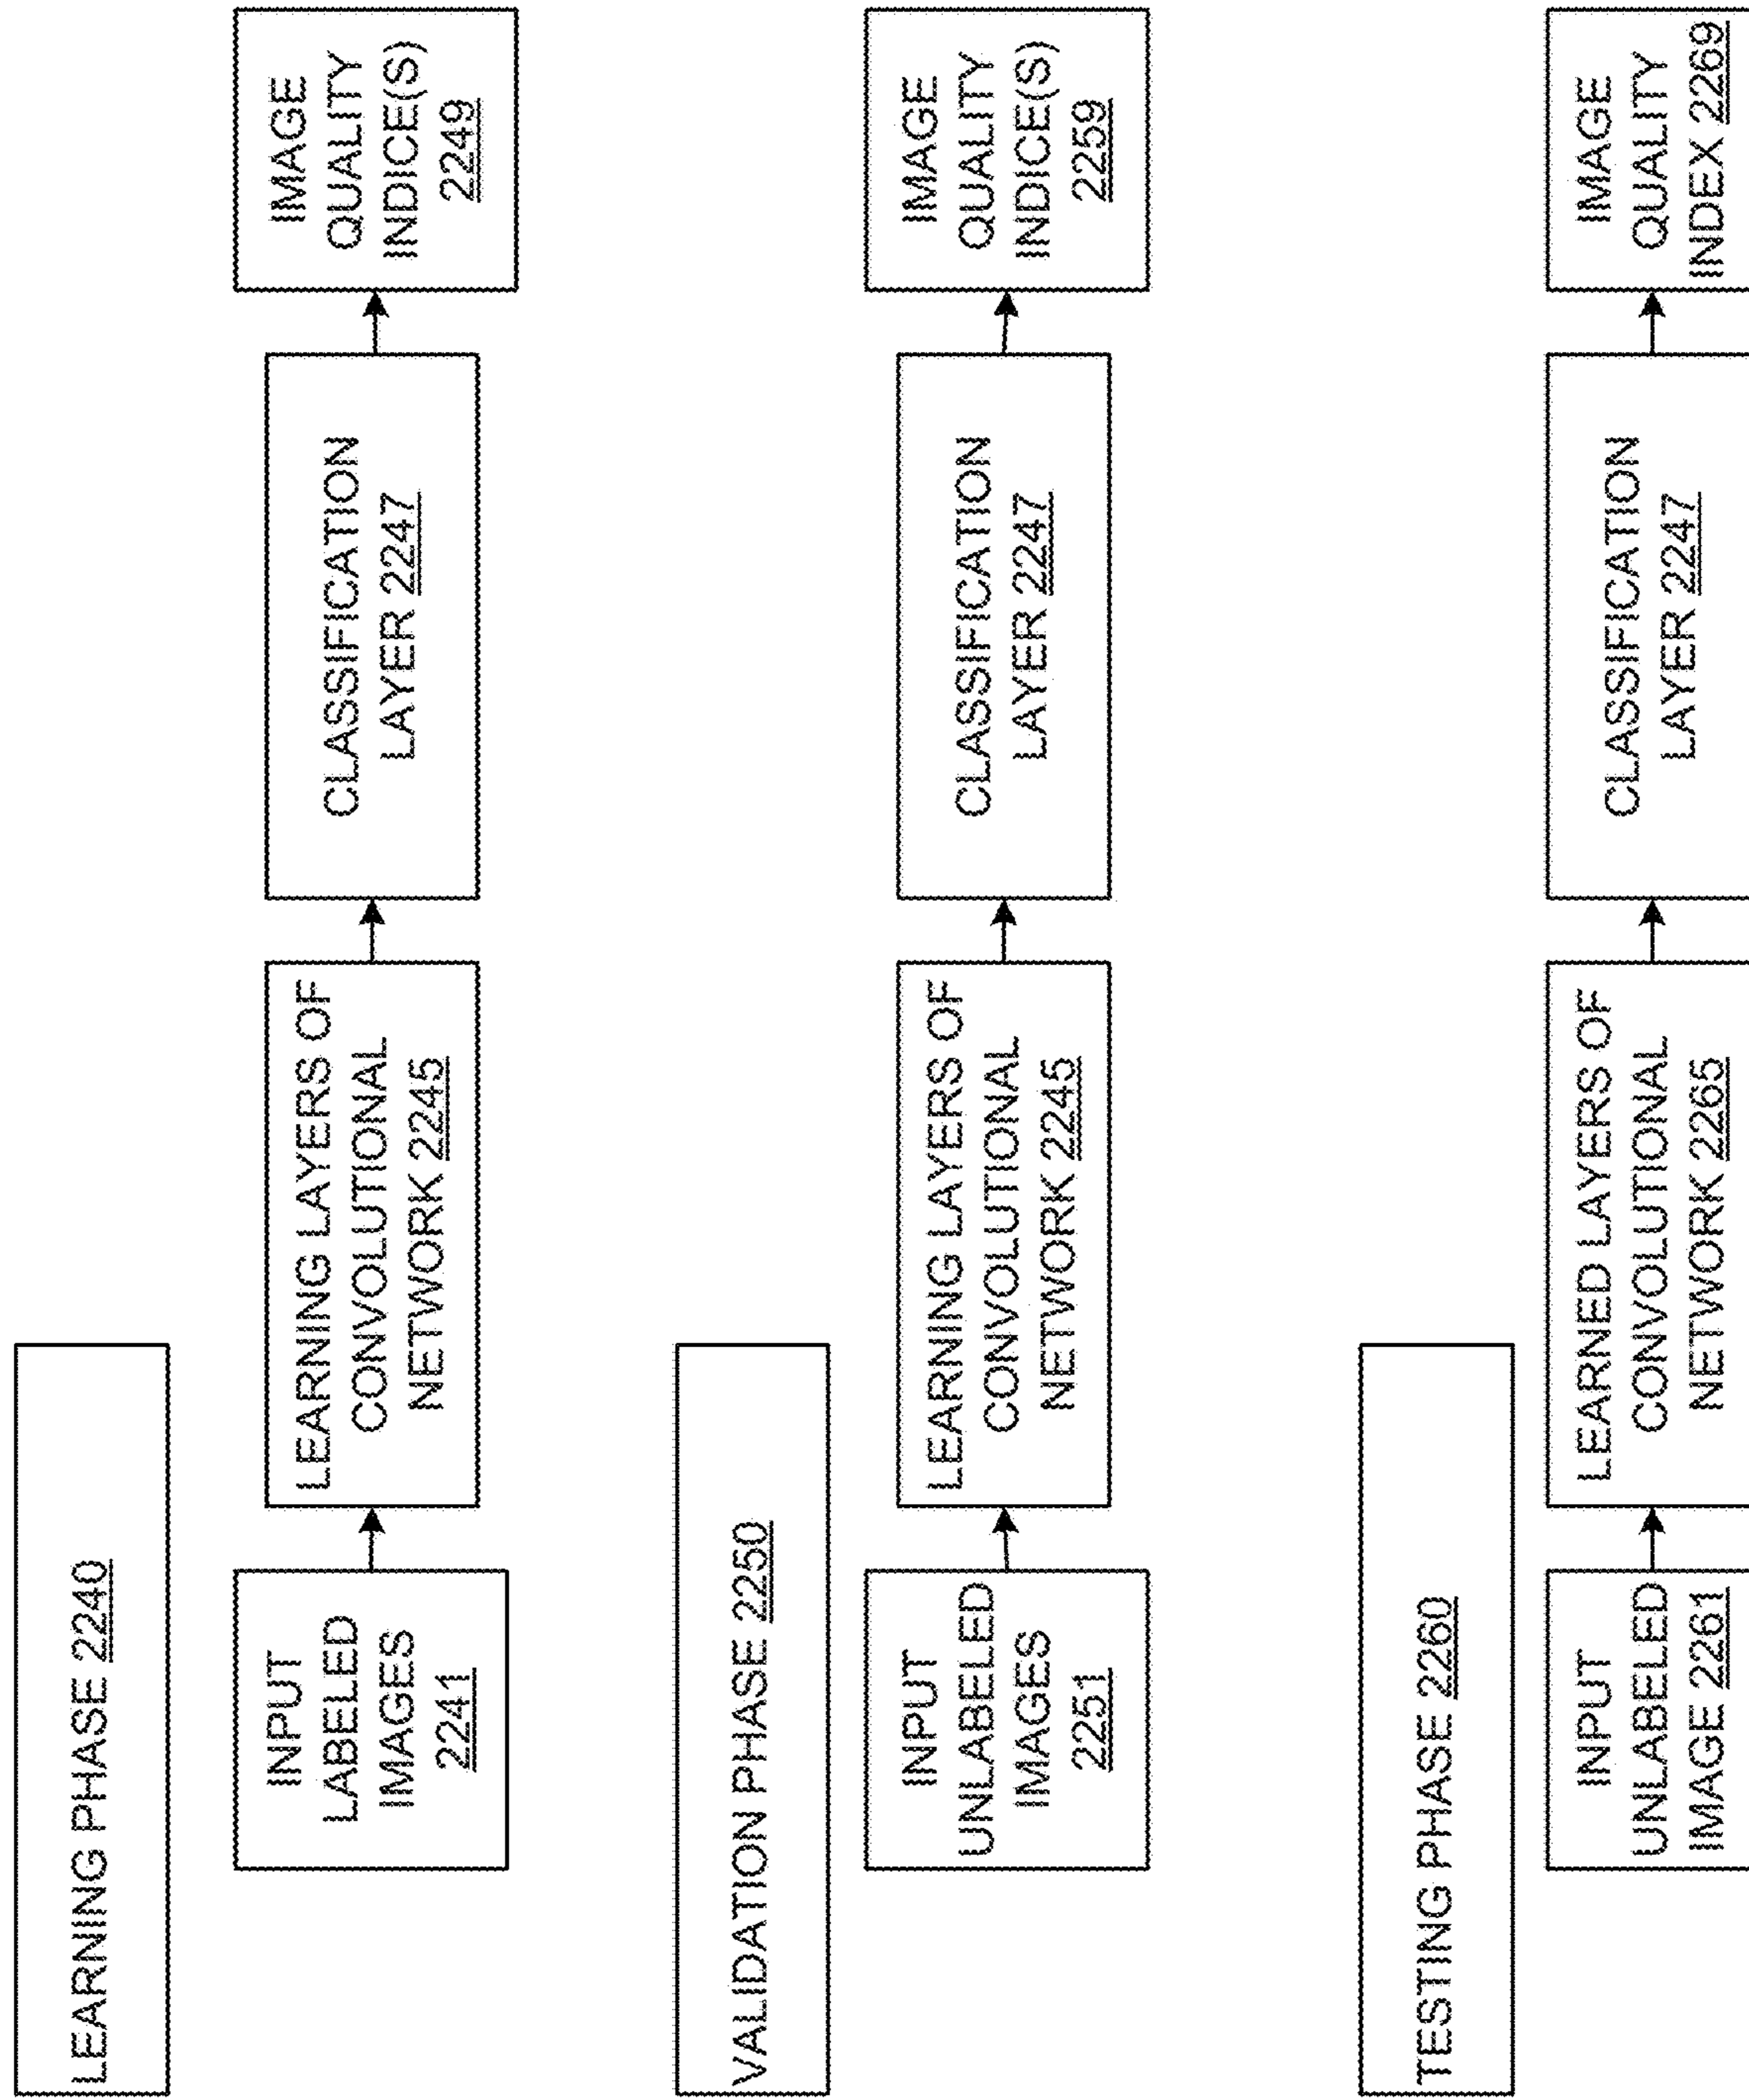 LEARNING PHASE 2240
INPUT
LABELED
IMAGES
2241
LEARNING LAYERS OF
CONVOLUTIONAL
NETWORK 2245
CLASSIFICATION
LAYER 2247
IMAGE
QUALITY
INDICE(S)
2249
VALIDATION PHASE 2250
INPUT
UNLABELED
IMAGES
2251
LEARNING LAYERS OF
CONVOLUTIONAL
NETWORK 2245
CLASSIFICATION
LAYER 2247
IMAGE
QUALITY
INDICE(S)
2259
TESTING PHASE 2260
INPUT
UNLABELED
IMAGE 2261
LEARNED LAYERS OF
CONVOLUTIONAL
NETWORK 2265
CLASSIFICATION
LAYER 2247
IMAGE
QUALITY
INDEX 2269